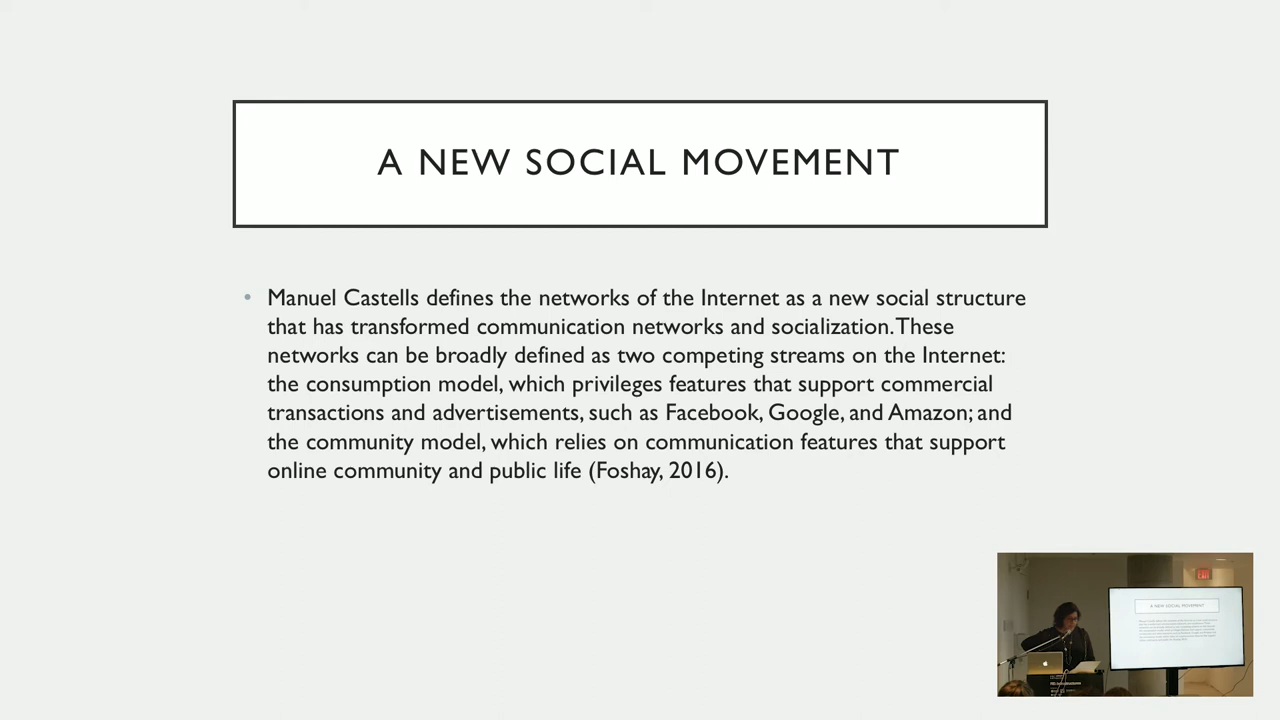 A NEW SOCIAL MOVEMENT
• Manuel Castells defines the networks of the Internet as a new social structure
that has transformed communication networks and socialization. These
networks can be broadly defined as two competing streams on the Internet:
the consumption model, which privileges features that support commercial
transactions and advertisements, such as Facebook, Google, and Amazon; and
the community model, which relies on communication features that support
online community and public life (Foshay, 2016).
A NEW SOCIAL MOVEMENT